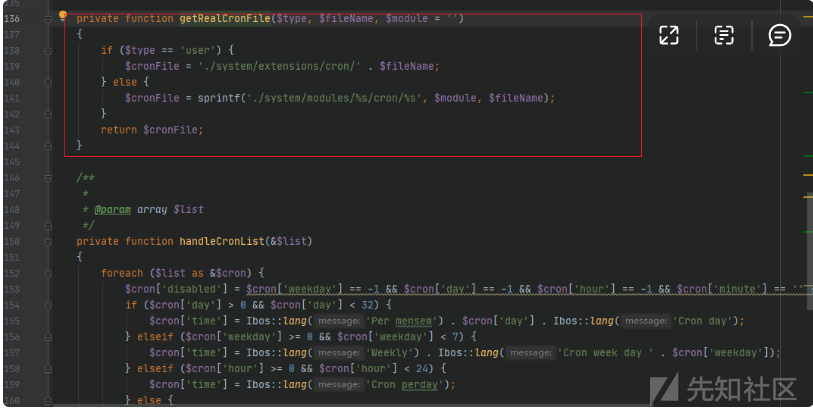 135
136 private function getRealCronFile($type, $fileName, $module = '')
137 {
138 if ($type == 'user') {
139 $cronFile = './system/extensions/cron/' . $fileName;
140 } else {
141 $cronFile = sprintf('./system/modules/%s/cron/%s', $module, $fileName);
142 }
143 return $cronFile;
144 }
145
146 /**
147 *
148 * @param array $list
149 */
150 private function handleCronList(&$list)
151 {
152 foreach ($list as &$cron) {
153 $cron['disabled'] = $cron['weekday'] == -1 && $cron['day'] == -1 && $cron['hour'] == -1 && $cron['minute'] == ''
154 if ($cron['day'] > 0 && $cron['day'] < 32) {
155 $cron['time'] = Ibos::lang( message: 'Per mensem') . $cron['day'] . Ibos::lang( message: 'Cron day');
156 } elseif ($cron['weekday'] >= 0 && $cron['weekday'] < 7) {
157 $cron['time'] = Ibos::lang( message: 'Weekly') . Ibos::lang( message: 'Cron week day ' . $cron['weekday']);
158 } elseif ($cron['hour'] >= 0 && $cron['hour'] < 24) {
159 $cron['time'] = Ibos::lang( message: 'Cron perday');
160 } else {
先知社区